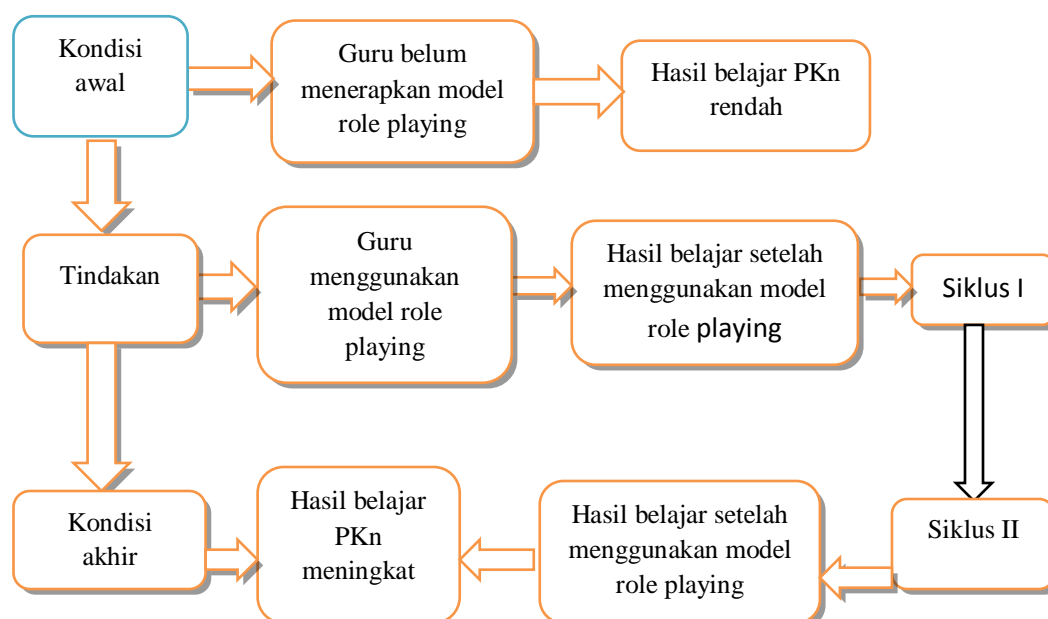 Kondisi
awal
Guru belum
menerapkan model
role playing
Hasil belajar PKn
rendah
Tindakan
Guru
menggunakan
model role
playing
Hasil belajar setelah
menggunakan model
role playing
Siklus I
Kondisi
akhir
Hasil belajar
PKn
meningkat
Hasil belajar setelah
menggunakan model
role playing
Siklus II